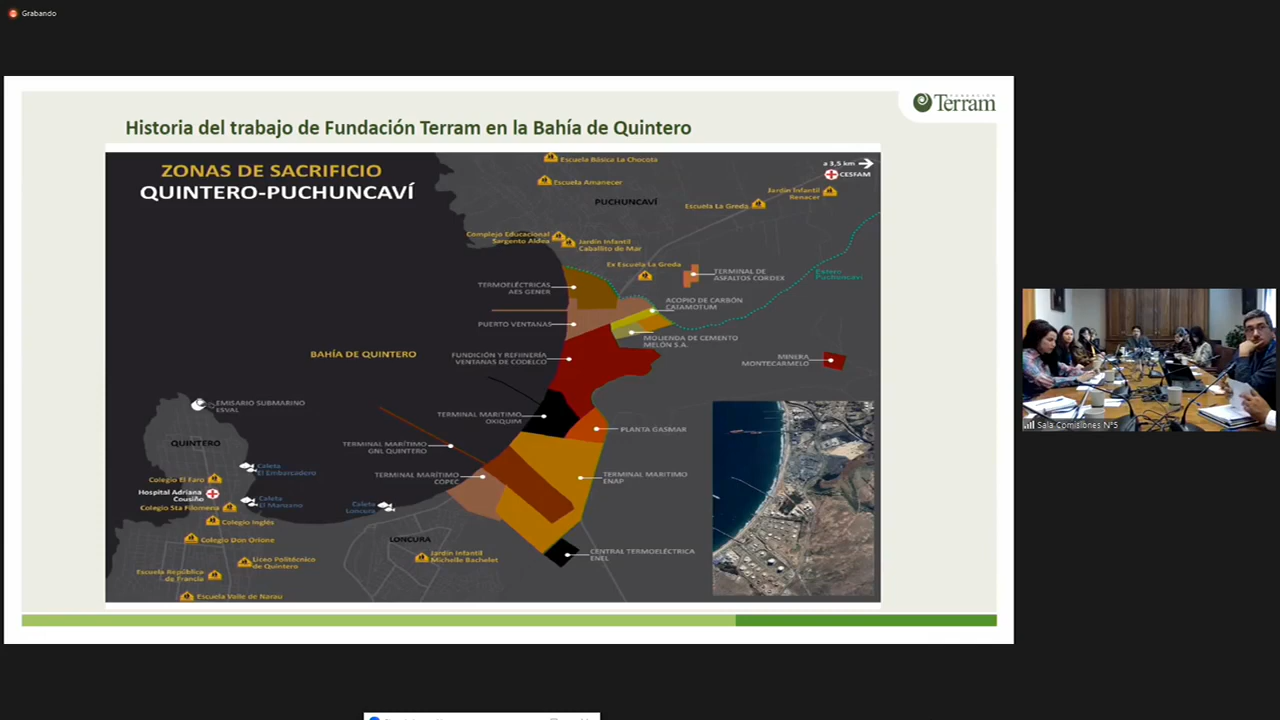 Grabando
FUNDACIÓN
Terram
Historia del trabajo de Fundación Terram en la Bahía de Quintero
ZONAS DE SACRIFICIO
QUINTERO-PUCHUNCAVÍ
Escuela Básica La Chocota
a 3,5 km
CESFAM
Escuela Amanecer
Jardín Infantil
Renacer
PUCHUNCAVÍ
Escuela La Greda
Complejo Educacional
Sargento Aldea
Jardín Infantil
Caballito de Mar
Ex Escuela La Greda
TERMINAL DE
ASFALTOS CORDEX
Estero
Puchuncaví
TERMOELÉCTRICAS
AES GENER
ACOPIO DE CARBÓN
CATAMOTUM
PUERTO VENTANAS
MOLIENDA DE CEMENTO
MELÓN S.A.
BAHÍA DE QUINTERO
FUNDICIÓN Y REFINERÍA
VENTANAS DE CODELCO
MINERA
MONTECARMELO
EMISARIO SUBMARINO
ESVAL
TERMINAL MARITIMO
OXIQUIM
PLANTA GASMAR
QUINTERO
TERMINAL MARÍTIMO
GNL QUINTERO
Caleta
El Embarcadero
TERMINAL MARÍTIMO
COPEC
TERMINAL MARITIMO
ENAP
Colegio El Faro
Hospital Adriana
Cousiño
Caleta
El Manzano
Colegio Sta Filomena
Caleta
Loncura
Colegio Inglés
Colegio Don Orione
LONCURA
Liceo Politécnico
de Quintero
Jardín Infantil
Michelle Bachelet
CENTRAL TERMOELÉCTRICA
ENEL
Escuela República
de Francia
Escuela Valle de Narau
Sala Comisiones N°5